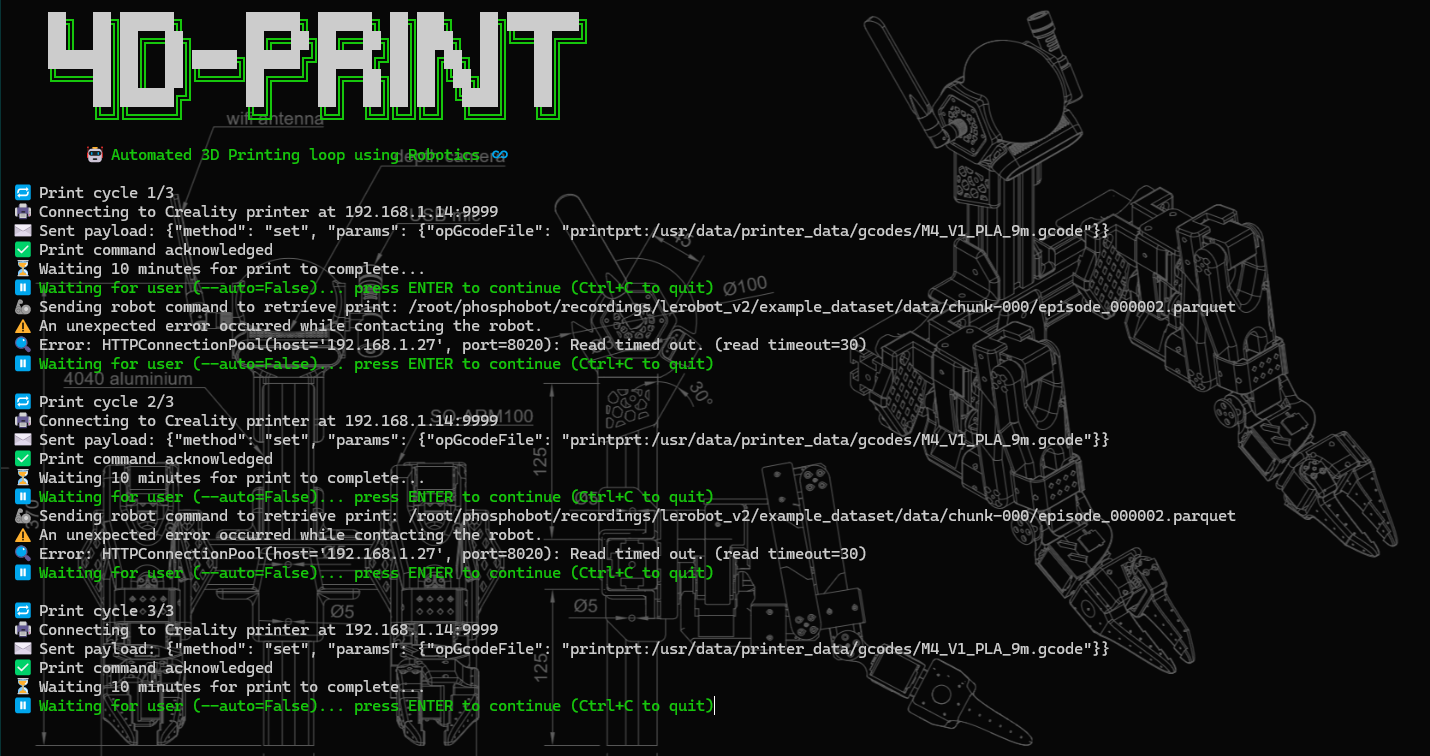 4D-PRINT
🤖 Automated 3D Printing loop using Robotics ♾️
🔁 Print cycle 1/3
🖨️ Connecting to Creality printer at 192.168.1.14:9999
✉️ Sent payload: {"method": "set", "params": {"opGcodeFile": "printprt:/usr/data/printer_data/gcodes/M4_V1_PLA_9m.gcode"}}
✅ Print command acknowledged
⏳ Waiting 10 minutes for print to complete...
⏸️ Waiting for user (--auto=False)... press ENTER to continue (Ctrl+C to quit)
🦾 Sending robot command to retrieve print: /root/phosphobot/recordings/lerobot_v2/example_dataset/data/chunk-000/episode_000002.parquet
⚠️ An unexpected error occurred while contacting the robot.
🔍 Error: HTTPConnectionPool(host='192.168.1.27', port=8020): Read timed out. (read timeout=30)
⏸️ Waiting for user (--auto=False)... press ENTER to continue (Ctrl+C to quit)
🔁 Print cycle 2/3
🖨️ Connecting to Creality printer at 192.168.1.14:9999
✉️ Sent payload: {"method": "set", "params": {"opGcodeFile": "printprt:/usr/data/printer_data/gcodes/M4_V1_PLA_9m.gcode"}}
✅ Print command acknowledged
⏳ Waiting 10 minutes for print to complete...
⏸️ Waiting for user (--auto=False)... press ENTER to continue (Ctrl+C to quit)
🦾 Sending robot command to retrieve print: /root/phosphobot/recordings/lerobot_v2/example_dataset/data/chunk-000/episode_000002.parquet
⚠️ An unexpected error occurred while contacting the robot.
🔍 Error: HTTPConnectionPool(host='192.168.1.27', port=8020): Read timed out. (read timeout=30)
⏸️ Waiting for user (--auto=False)... press ENTER to continue (Ctrl+C to quit)
🔁 Print cycle 3/3
🖨️ Connecting to Creality printer at 192.168.1.14:9999
✉️ Sent payload: {"method": "set", "params": {"opGcodeFile": "printprt:/usr/data/printer_data/gcodes/M4_V1_PLA_9m.gcode"}}
✅ Print command acknowledged
⏳ Waiting 10 minutes for print to complete...
⏸️ Waiting for user (--auto=False)... press ENTER to continue (Ctrl+C to quit)
wifi antenna
depth camera
USB mic
Ø100
4040 aluminium
30°
SO-ARM100
125
Ø5
Ø5
125